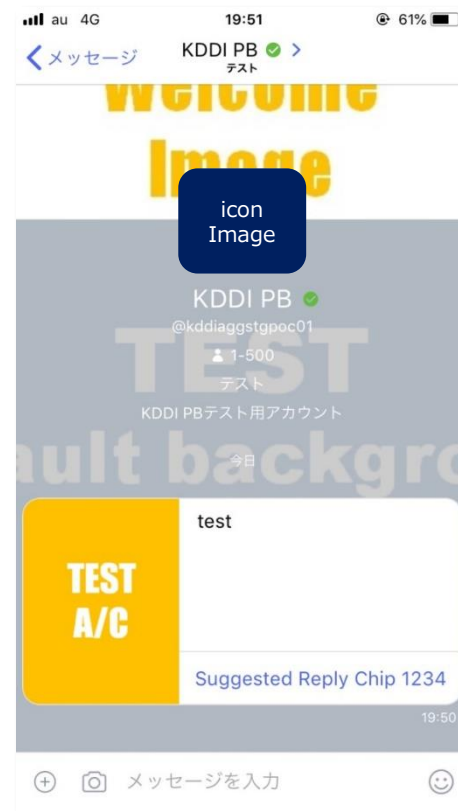 au 4G 19:51 61%
メッセージ KDDI PB
テスト
Welcome
Image
icon
Image
KDDI PB
@kddiaggstgpoc01
1-500
テスト
KDDI PBテスト用アカウント
今日
TEST
ault backgro
test
TEST
A/C
Suggested Reply Chip 1234
19:50
メッセージを入力